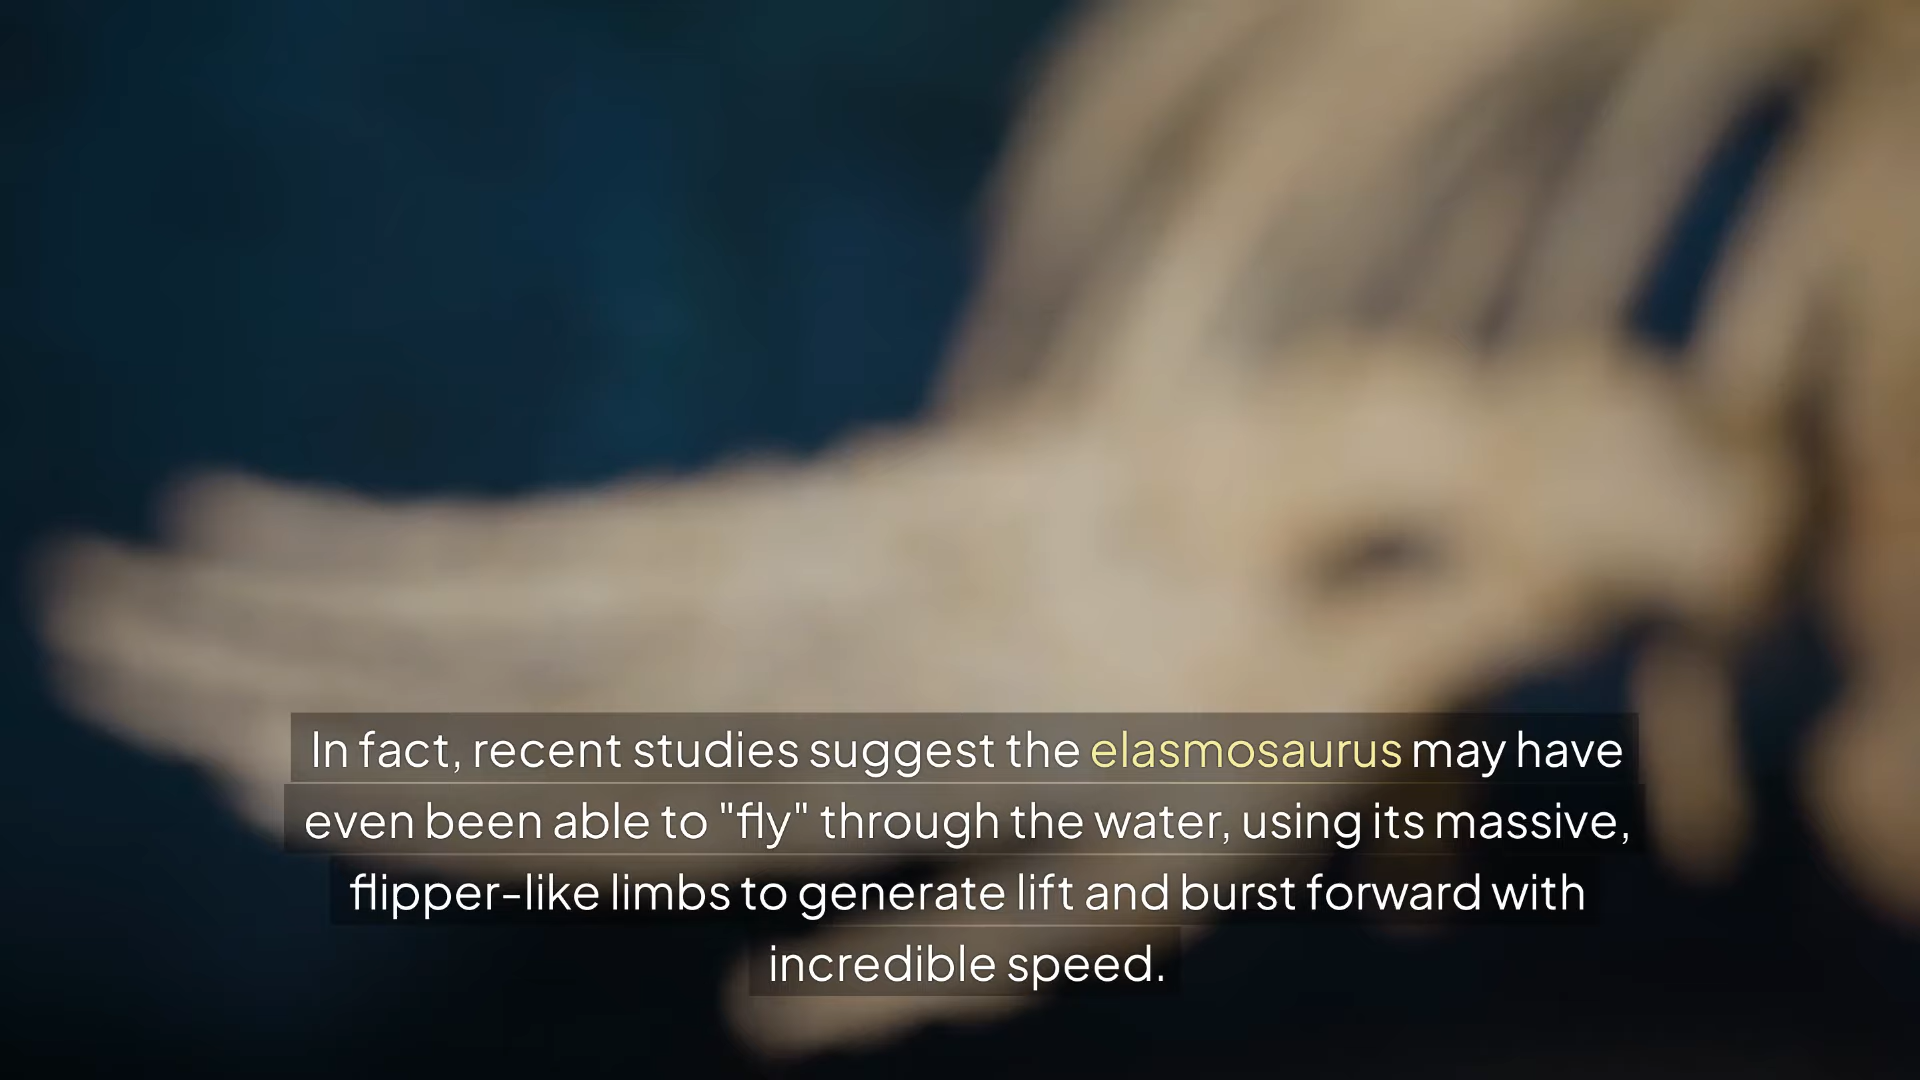 In fact, recent studies suggest the elasmosaurus may have
even been able to "fly" through the water, using its massive,
flipper-like limbs to generate lift and burst forward with
incredible speed.